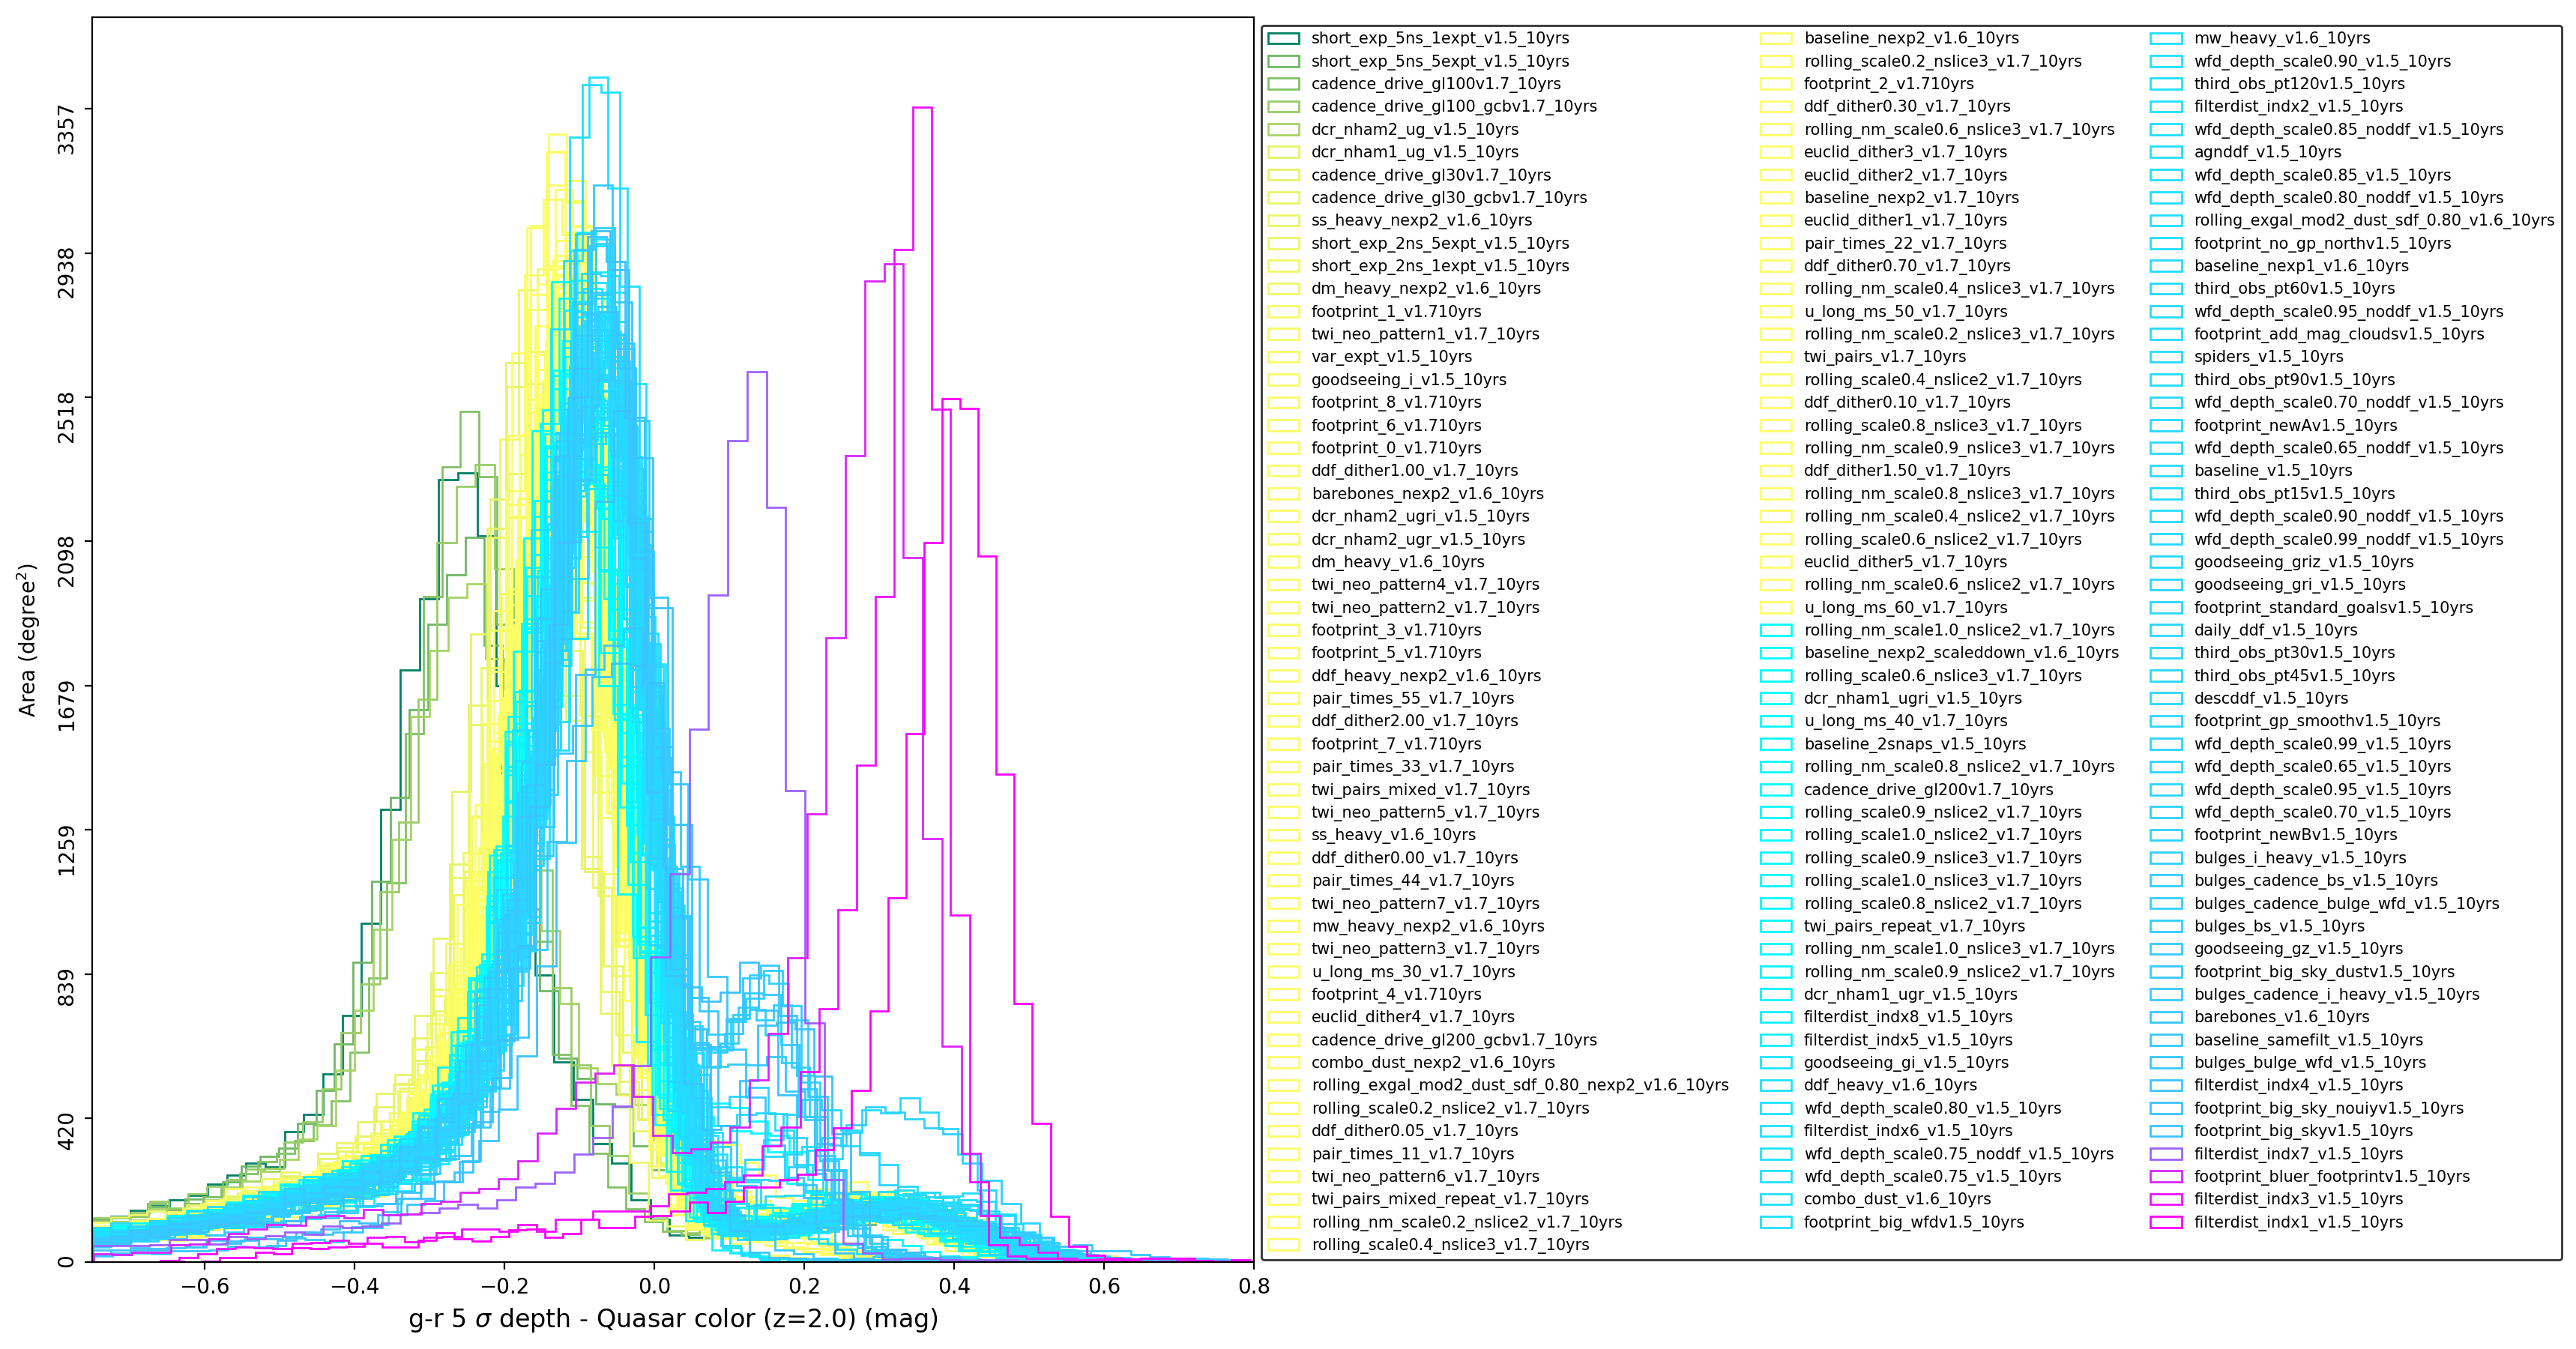 3357
2938
2518
2098
1679
1259
839
420
0
Area (degree²)
−0.6 −0.4 −0.2 0.0 0.2 0.4 0.6 0.8
g-r 5 σ depth - Quasar color (z=2.0) (mag)
short_exp_5ns_1expt_v1.5_10yrs
short_exp_5ns_5expt_v1.5_10yrs
cadence_drive_gl100v1.7_10yrs
cadence_drive_gl100_gcbv1.7_10yrs
dcr_nham2_ug_v1.5_10yrs
dcr_nham1_ug_v1.5_10yrs
cadence_drive_gl30v1.7_10yrs
cadence_drive_gl30_gcbv1.7_10yrs
ss_heavy_nexp2_v1.6_10yrs
short_exp_2ns_5expt_v1.5_10yrs
short_exp_2ns_1expt_v1.5_10yrs
dm_heavy_nexp2_v1.6_10yrs
footprint_1_v1.710yrs
twi_neo_pattern1_v1.7_10yrs
var_expt_v1.5_10yrs
goodseeing_i_v1.5_10yrs
footprint_8_v1.710yrs
footprint_6_v1.710yrs
footprint_0_v1.710yrs
ddf_dither1.00_v1.7_10yrs
barebones_nexp2_v1.6_10yrs
dcr_nham2_ugri_v1.5_10yrs
dcr_nham2_ugr_v1.5_10yrs
dm_heavy_v1.6_10yrs
twi_neo_pattern4_v1.7_10yrs
twi_neo_pattern2_v1.7_10yrs
footprint_3_v1.710yrs
footprint_5_v1.710yrs
ddf_heavy_nexp2_v1.6_10yrs
pair_times_55_v1.7_10yrs
ddf_dither2.00_v1.7_10yrs
footprint_7_v1.710yrs
pair_times_33_v1.7_10yrs
twi_pairs_mixed_v1.7_10yrs
twi_neo_pattern5_v1.7_10yrs
ss_heavy_v1.6_10yrs
ddf_dither0.00_v1.7_10yrs
pair_times_44_v1.7_10yrs
twi_neo_pattern7_v1.7_10yrs
mw_heavy_nexp2_v1.6_10yrs
twi_neo_pattern3_v1.7_10yrs
u_long_ms_30_v1.7_10yrs
footprint_4_v1.710yrs
euclid_dither4_v1.7_10yrs
cadence_drive_gl200_gcbv1.7_10yrs
combo_dust_nexp2_v1.6_10yrs
rolling_exgal_mod2_dust_sdf_0.80_nexp2_v1.6_10yrs
rolling_scale0.2_nslice2_v1.7_10yrs
ddf_dither0.05_v1.7_10yrs
pair_times_11_v1.7_10yrs
twi_neo_pattern6_v1.7_10yrs
twi_pairs_mixed_repeat_v1.7_10yrs
rolling_nm_scale0.2_nslice2_v1.7_10yrs
rolling_scale0.4_nslice3_v1.7_10yrs
baseline_nexp2_v1.6_10yrs
rolling_scale0.2_nslice3_v1.7_10yrs
footprint_2_v1.710yrs
ddf_dither0.30_v1.7_10yrs
rolling_nm_scale0.6_nslice3_v1.7_10yrs
euclid_dither3_v1.7_10yrs
euclid_dither2_v1.7_10yrs
baseline_nexp2_v1.7_10yrs
euclid_dither1_v1.7_10yrs
pair_times_22_v1.7_10yrs
ddf_dither0.70_v1.7_10yrs
rolling_nm_scale0.4_nslice3_v1.7_10yrs
u_long_ms_50_v1.7_10yrs
rolling_nm_scale0.2_nslice3_v1.7_10yrs
twi_pairs_v1.7_10yrs
rolling_scale0.4_nslice2_v1.7_10yrs
ddf_dither0.10_v1.7_10yrs
rolling_scale0.8_nslice3_v1.7_10yrs
rolling_nm_scale0.9_nslice3_v1.7_10yrs
ddf_dither1.50_v1.7_10yrs
rolling_nm_scale0.8_nslice3_v1.7_10yrs
rolling_nm_scale0.4_nslice2_v1.7_10yrs
rolling_scale0.6_nslice2_v1.7_10yrs
euclid_dither5_v1.7_10yrs
rolling_nm_scale0.6_nslice2_v1.7_10yrs
u_long_ms_60_v1.7_10yrs
rolling_nm_scale1.0_nslice2_v1.7_10yrs
baseline_nexp2_scaleddown_v1.6_10yrs
rolling_scale0.6_nslice3_v1.7_10yrs
dcr_nham1_ugri_v1.5_10yrs
u_long_ms_40_v1.7_10yrs
baseline_2snaps_v1.5_10yrs
rolling_nm_scale0.8_nslice2_v1.7_10yrs
cadence_drive_gl200v1.7_10yrs
rolling_scale0.9_nslice2_v1.7_10yrs
rolling_scale1.0_nslice2_v1.7_10yrs
rolling_scale0.9_nslice3_v1.7_10yrs
rolling_scale1.0_nslice3_v1.7_10yrs
rolling_scale0.8_nslice2_v1.7_10yrs
twi_pairs_repeat_v1.7_10yrs
rolling_nm_scale1.0_nslice3_v1.7_10yrs
rolling_nm_scale0.9_nslice2_v1.7_10yrs
dcr_nham1_ugr_v1.5_10yrs
filterdist_indx8_v1.5_10yrs
filterdist_indx5_v1.5_10yrs
goodseeing_gi_v1.5_10yrs
ddf_heavy_v1.6_10yrs
wfd_depth_scale0.80_v1.5_10yrs
filterdist_indx6_v1.5_10yrs
wfd_depth_scale0.75_noddf_v1.5_10yrs
wfd_depth_scale0.75_v1.5_10yrs
combo_dust_v1.6_10yrs
footprint_big_wfdv1.5_10yrs
mw_heavy_v1.6_10yrs
wfd_depth_scale0.90_v1.5_10yrs
third_obs_pt120v1.5_10yrs
filterdist_indx2_v1.5_10yrs
wfd_depth_scale0.85_noddf_v1.5_10yrs
agnddf_v1.5_10yrs
wfd_depth_scale0.85_v1.5_10yrs
wfd_depth_scale0.80_noddf_v1.5_10yrs
rolling_exgal_mod2_dust_sdf_0.80_v1.6_10yrs
footprint_no_gp_northv1.5_10yrs
baseline_nexp1_v1.6_10yrs
third_obs_pt60v1.5_10yrs
wfd_depth_scale0.95_noddf_v1.5_10yrs
footprint_add_mag_cloudsv1.5_10yrs
spiders_v1.5_10yrs
third_obs_pt90v1.5_10yrs
wfd_depth_scale0.70_noddf_v1.5_10yrs
footprint_newAv1.5_10yrs
wfd_depth_scale0.65_noddf_v1.5_10yrs
baseline_v1.5_10yrs
third_obs_pt15v1.5_10yrs
wfd_depth_scale0.90_noddf_v1.5_10yrs
wfd_depth_scale0.99_noddf_v1.5_10yrs
goodseeing_griz_v1.5_10yrs
goodseeing_gri_v1.5_10yrs
footprint_standard_goalsv1.5_10yrs
daily_ddf_v1.5_10yrs
third_obs_pt30v1.5_10yrs
third_obs_pt45v1.5_10yrs
descddf_v1.5_10yrs
footprint_gp_smoothv1.5_10yrs
wfd_depth_scale0.99_v1.5_10yrs
wfd_depth_scale0.65_v1.5_10yrs
wfd_depth_scale0.95_v1.5_10yrs
wfd_depth_scale0.70_v1.5_10yrs
footprint_newBv1.5_10yrs
bulges_i_heavy_v1.5_10yrs
bulges_cadence_bs_v1.5_10yrs
bulges_cadence_bulge_wfd_v1.5_10yrs
bulges_bs_v1.5_10yrs
goodseeing_gz_v1.5_10yrs
footprint_big_sky_dustv1.5_10yrs
bulges_cadence_i_heavy_v1.5_10yrs
barebones_v1.6_10yrs
baseline_samefilt_v1.5_10yrs
bulges_bulge_wfd_v1.5_10yrs
filterdist_indx4_v1.5_10yrs
footprint_big_sky_nouiyv1.5_10yrs
footprint_big_skyv1.5_10yrs
filterdist_indx7_v1.5_10yrs
footprint_bluer_footprintv1.5_10yrs
filterdist_indx3_v1.5_10yrs
filterdist_indx1_v1.5_10yrs